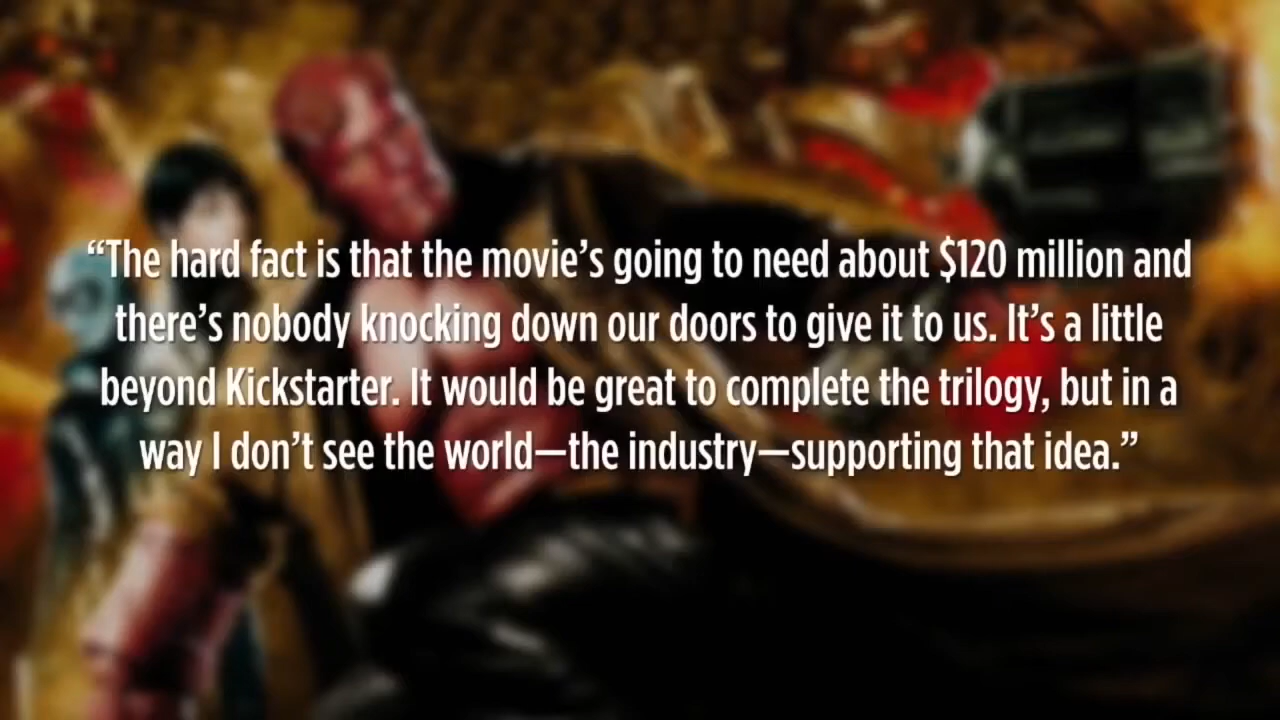 “The hard fact is that the movie’s going to need about $120 million and
there’s nobody knocking down our doors to give it to us. It’s a little
beyond Kickstarter. It would be great to complete the trilogy, but in a
way I don’t see the world—the industry—supporting that idea.”